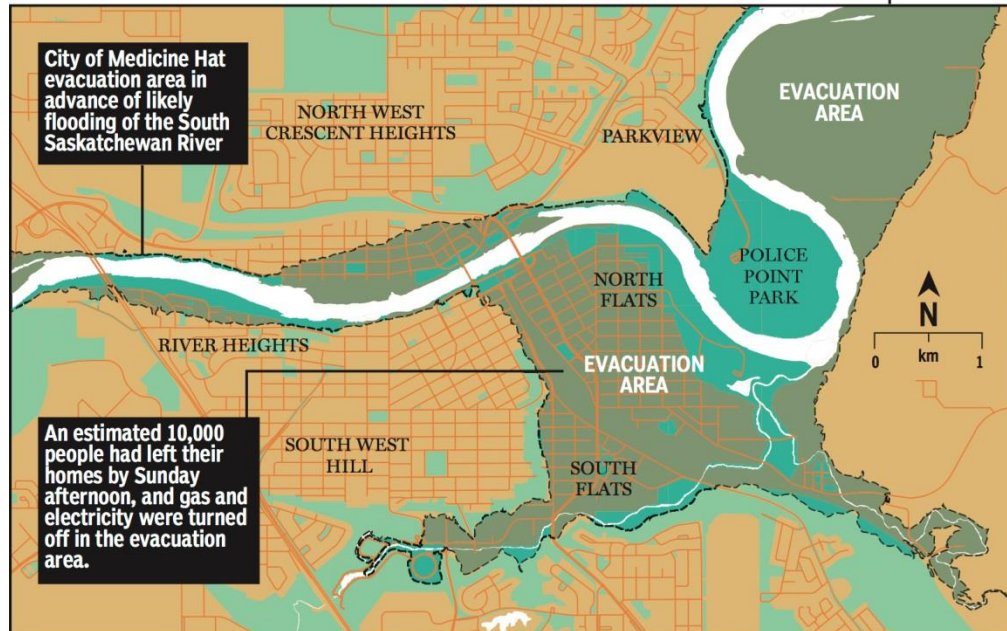 City of Medicine Hat
evacuation area in
advance of likely
flooding of the South
Saskatchewan River
NORTH WEST
CRESCENT HEIGHTS
PARKVIEW
EVACUATION
AREA
POLICE
POINT
PARK
NORTH
FLATS
N
0 km 1
RIVER HEIGHTS
EVACUATION
AREA
An estimated 10,000
people had left their
homes by Sunday
afternoon, and gas and
electricity were turned
off in the evacuation
area.
SOUTH WEST
HILL
SOUTH
FLATS